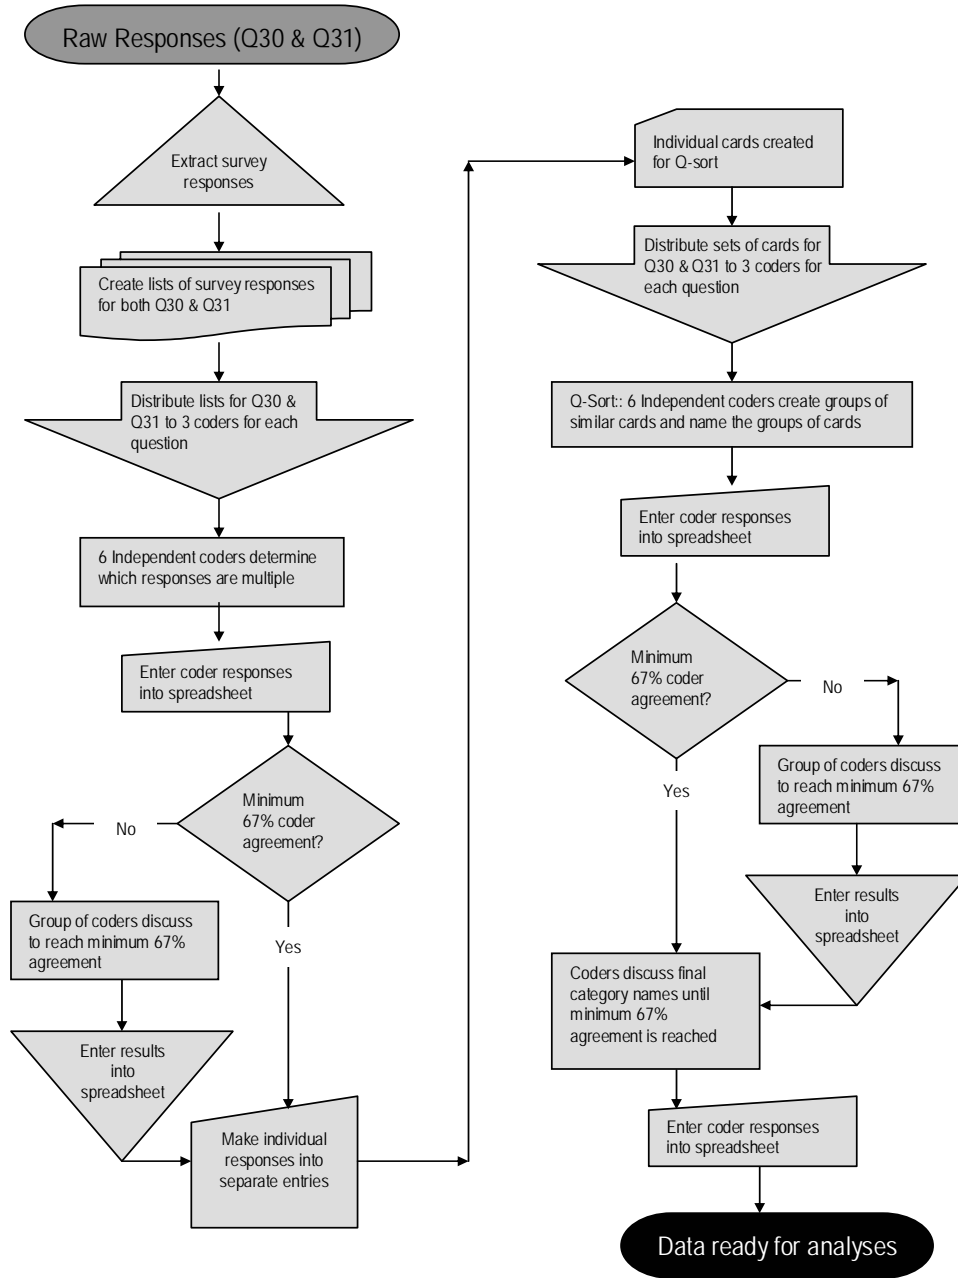 Raw Responses (Q30 & Q31)
Extract survey
responses
Create lists of survey responses
for both Q30 & Q31
Distribute lists for Q30 &
Q31 to 3 coders for each
question
6 Independent coders determine
which responses are multiple
Enter coder responses
into spreadsheet
Minimum
67% coder
agreement?
No
Group of coders discuss
to reach minimum 67%
agreement
Yes
Enter results
into
spreadsheet
Make individual
responses into
separate entries
Individual cards created
for Q-sort
Distribute sets of cards for
Q30 & Q31 to 3 coders for
each question
Q-Sort:: 6 Independent coders create groups of
similar cards and name the groups of cards
Enter coder responses
into spreadsheet
Minimum
67% coder
agreement?
No
Group of coders discuss
to reach minimum 67%
agreement
Yes
Enter results
into
spreadsheet
Coders discuss final
category names until
minimum 67%
agreement is reached
Enter coder responses
into spreadsheet
Data ready for analyses